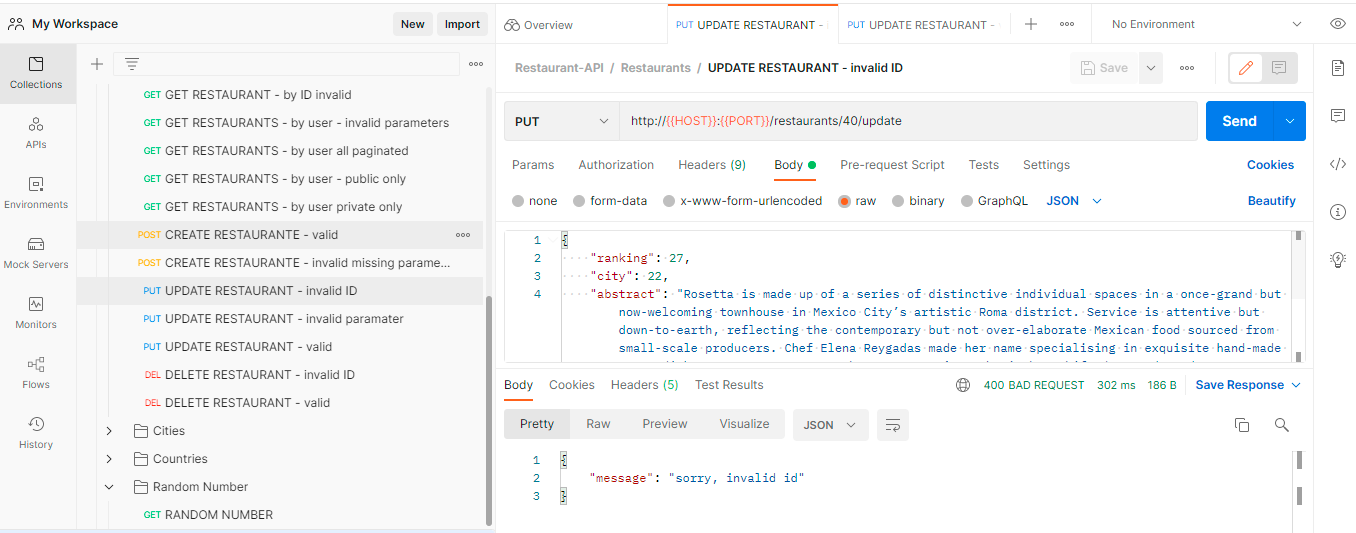 My Workspace
New
Import
Overview
PUT UPDATE RESTAURANT -
PUT UPDATE RESTAURANT -
No Environment
Collections
APIs
Environments
Mock Servers
Monitors
Flows
History
GET GET RESTAURANT - by ID invalid
GET GET RESTAURANTS - by user - invalid parameters
GET GET RESTAURANTS - by user all paginated
GET GET RESTAURANTS - by user - public only
GET GET RESTAURANTS - by user private only
POST CREATE RESTAURANTE - valid
POST CREATE RESTAURANTE - invalid missing parame...
PUT UPDATE RESTAURANT - invalid ID
PUT UPDATE RESTAURANT - invalid paramater
PUT UPDATE RESTAURANT - valid
DEL DELETE RESTAURANT - invalid ID
DEL DELETE RESTAURANT - valid
Cities
Countries
Random Number
GET RANDOM NUMBER
Restaurant-API / Restaurants / UPDATE RESTAURANT - invalid ID
Save
PUT
http://{{HOST}}:{{PORT}}/restaurants/40/update
Send
Params Authorization Headers (9) Body Pre-request Script Tests Settings Cookies
none form-data x-www-form-urlencoded raw binary GraphQL JSON Beautify
1 {
2 "ranking": 27,
3 "city": 22,
4 "abstract": "Rosetta is made up of a series of distinctive individual spaces in a once-grand but
now-welcoming townhouse in Mexico City’s artistic Roma district. Service is attentive but
down-to-earth, reflecting the contemporary but not over-elaborate Mexican food sourced from
small-scale producers. Chef Elena Reygadas made her name specialising in exquisite hand-made
Body Cookies Headers (5) Test Results 400 BAD REQUEST 302 ms 186 B Save Response
Pretty Raw Preview Visualize JSON
1 {
2 "message": "sorry, invalid id"
3 }